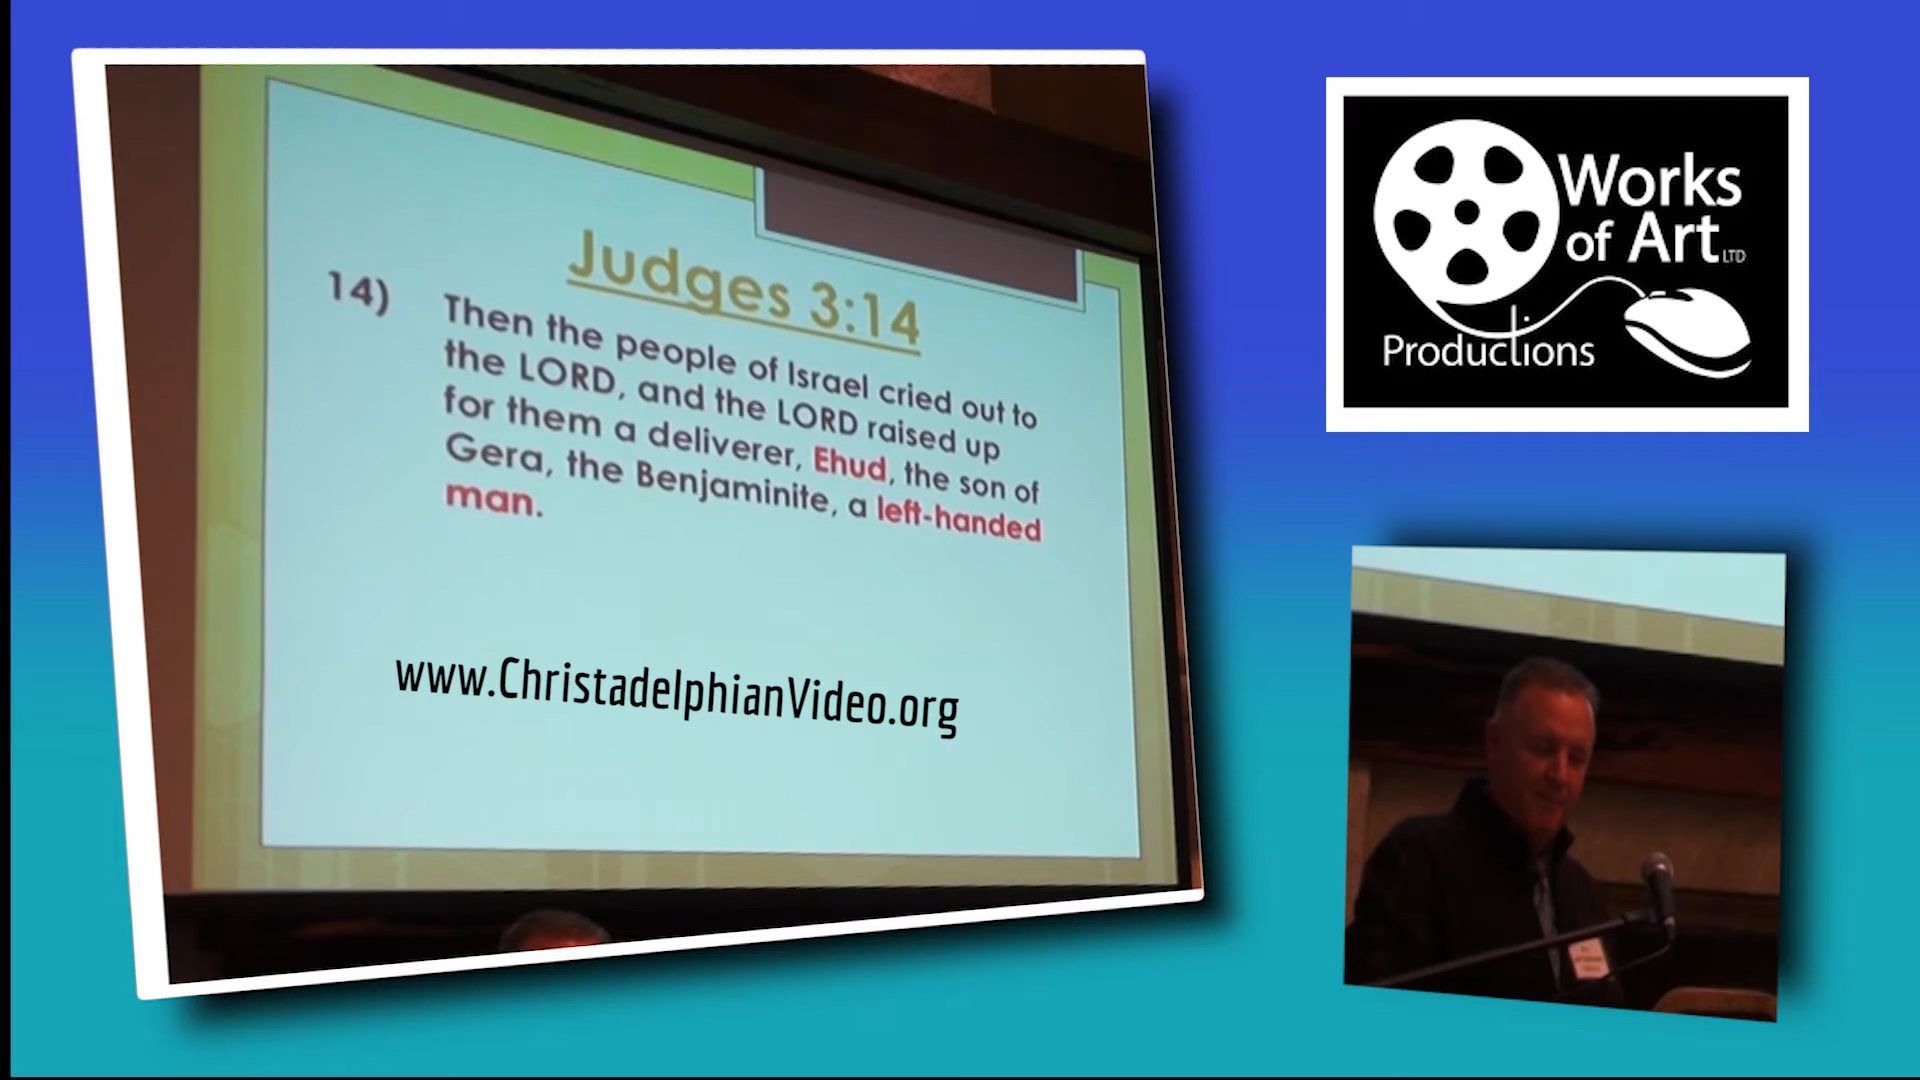 Judges 3:14
14) Then the people of Israel cried out to
the LORD, and the LORD raised up
for them a deliverer, Ehud, the son of
Gera, the Benjaminite, a left-handed
man.
www.ChristadelphianVideo.org
Works
of Art LTD
Productions